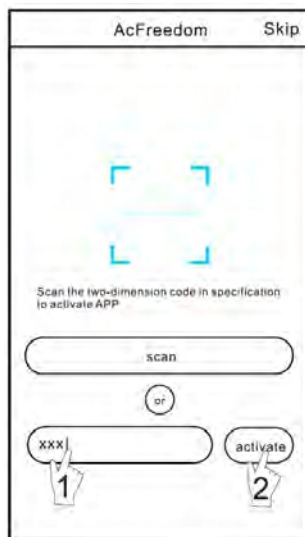 AcFreedom Skip
Scan the two-dimension code in specification
to activate APP
scan
or
xxx activate
1 2